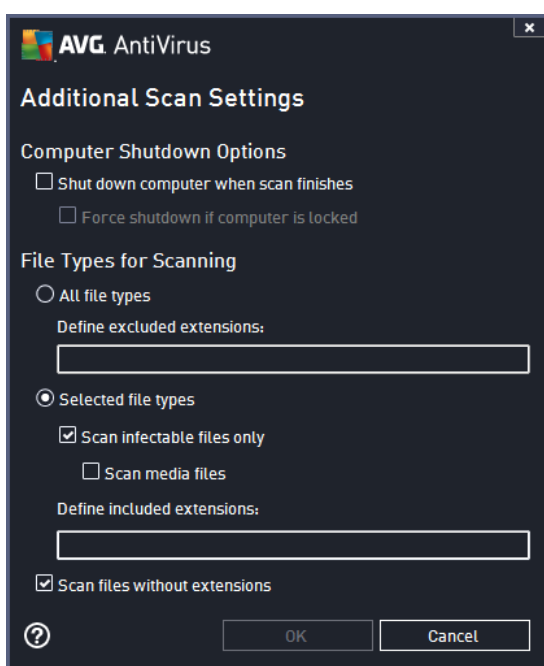 AVG. AntiVirus
Additional Scan Settings
Computer Shutdown Options
Shut down computer when scan finishes
Force shutdown if computer is locked
File Types for Scanning
All file types
Define excluded extensions:
Selected file types
Scan infectable files only
Scan media files
Define included extensions:
Scan files without extensions
OK
Cancel